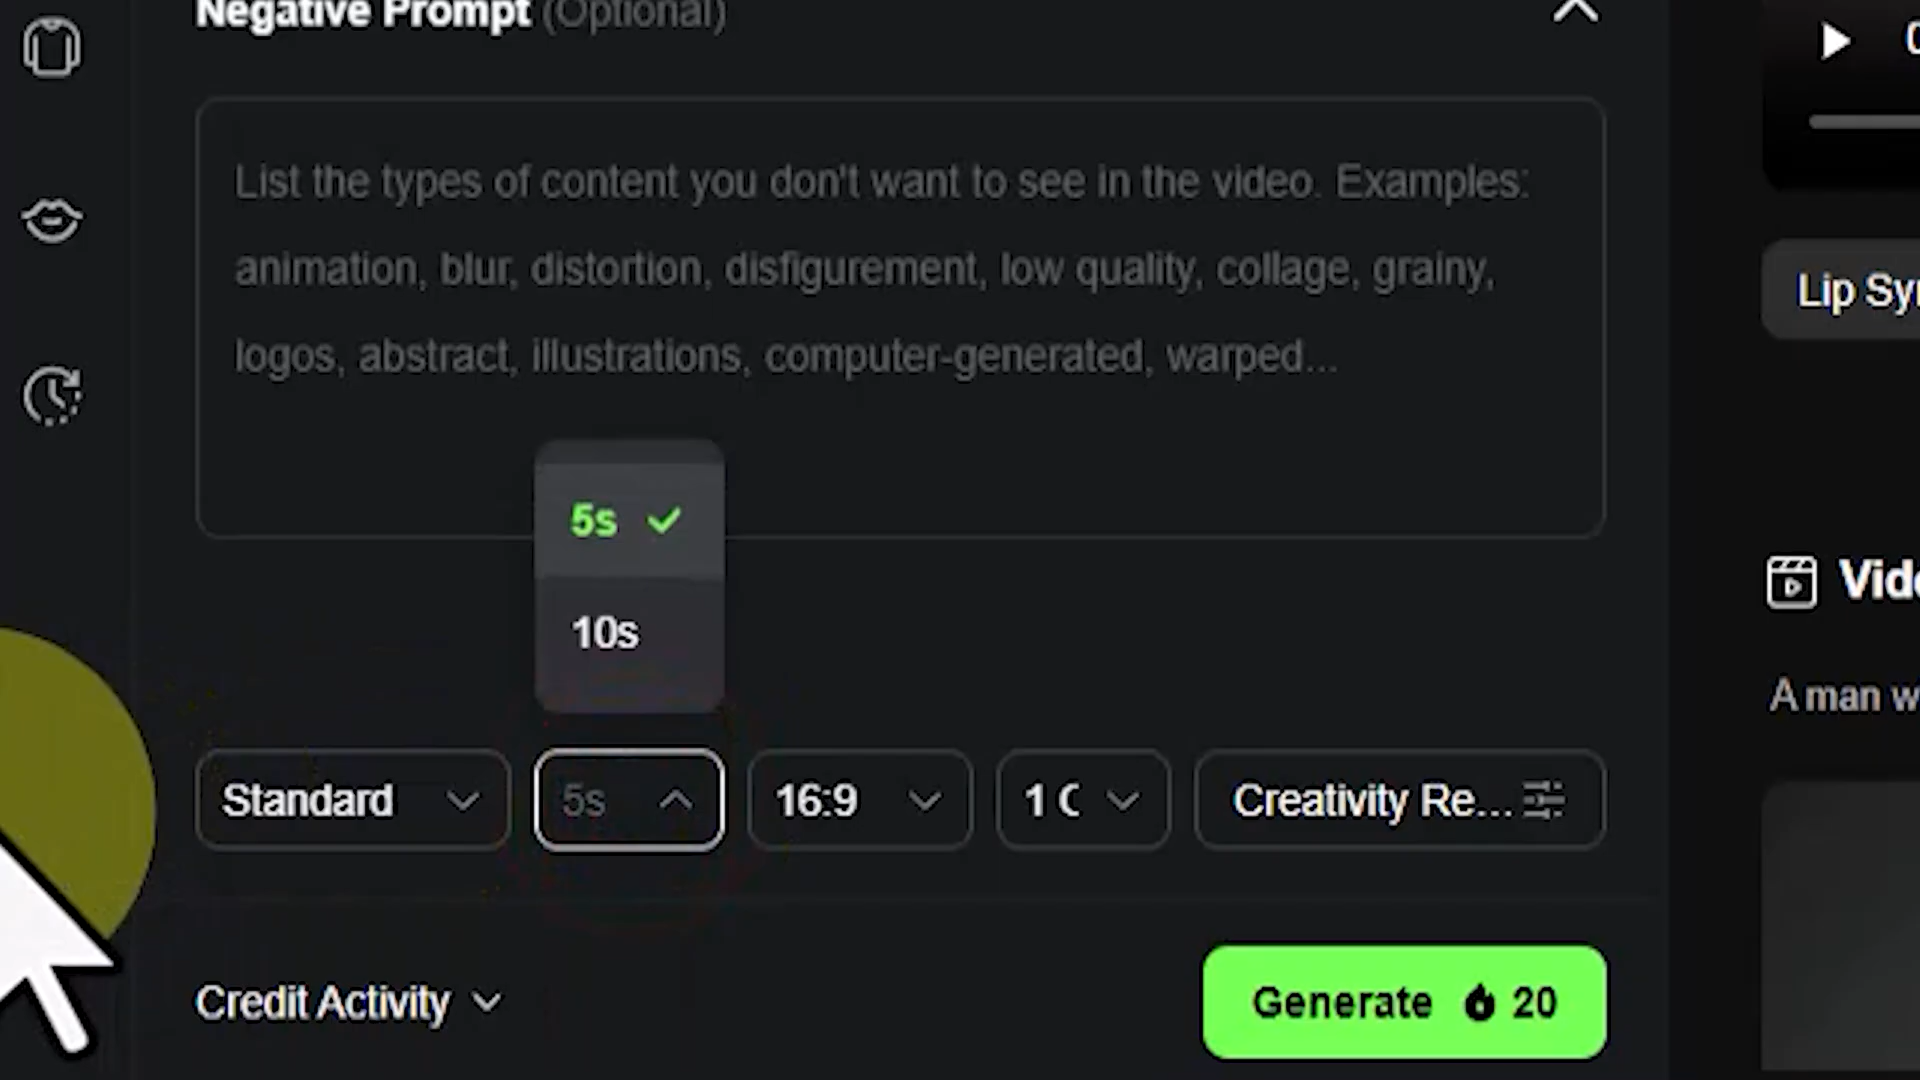 Negative Prompt (Optional)
List the types of content you don't want to see in the video. Examples:
animation, blur, distortion, disfigurement, low quality, collage, grainy,
logos, abstract, illustrations, computer-generated, warped...
5s
10s
Standard
5s
16:9
1
Creativity Re...
Credit Activity
Generate 20
Lip
A man